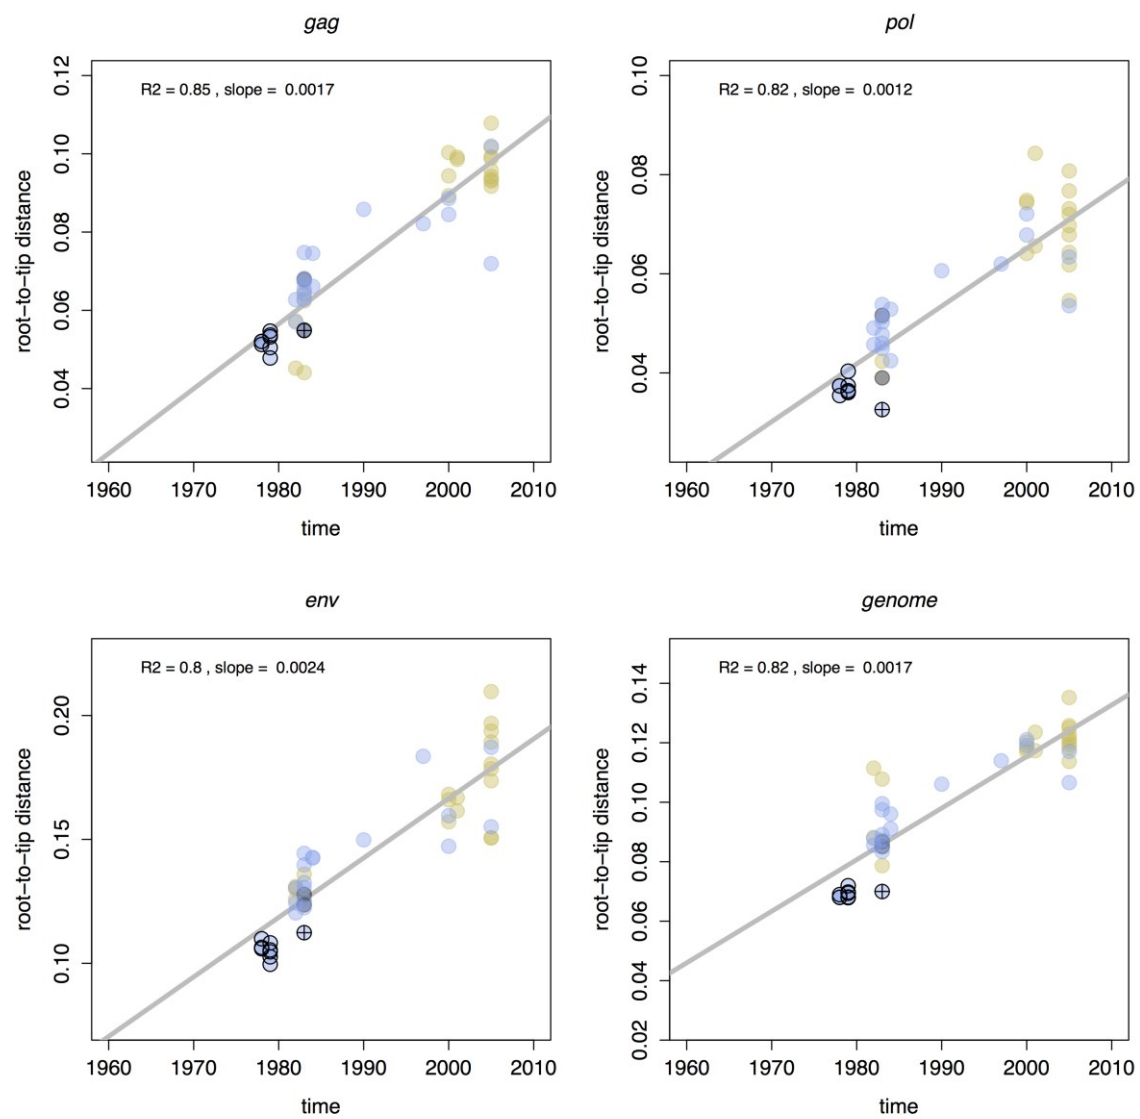 gag
R2 = 0.85 , slope = 0.0017
root-to-tip distance
0.12
0.10
0.08
0.06
0.04
1960 1970 1980 1990 2000 2010
time
pol
R2 = 0.82 , slope = 0.0012
root-to-tip distance
0.10
0.08
0.06
0.04
1960 1970 1980 1990 2000 2010
time
env
R2 = 0.8 , slope = 0.0024
root-to-tip distance
0.20
0.15
0.10
1960 1970 1980 1990 2000 2010
time
genome
R2 = 0.82 , slope = 0.0017
root-to-tip distance
0.14
0.12
0.10
0.08
0.06
0.04
0.02
1960 1970 1980 1990 2000 2010
time